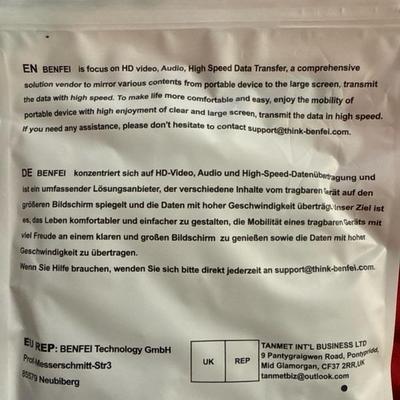 EN BENFEI is focus on HD video, Audio, High Speed Data Transfer, a comprehensive
solution vendor to mirror various contents from portable device to the large screen, transmit
the data with high speed. To make life more comfortable and easy, enjoy the mobility of
portable device with high enjoyment of clear and large screen, transmit the data in high speed.
If you need any assistance, please don't hesitate to contact support@think-benfei.com.
DE BENFEI konzentriert sich auf HD-Video, Audio und High-Speed-Datenübertragung und
ist ein umfassender Lösungsanbieter, der verschiedene Inhalte vom tragbaren Gerät auf den
größeren Bildschirm spiegelt und die Daten mit hoher Geschwindigkeit überträgt. Unser Ziel ist
es, das Leben komfortabler und einfacher zu gestalten, die Mobilität eines tragbaren Geräts mit
viel Freude an einem klaren und großen Bildschirm zu genießen sowie die Daten mit hoher
Geschwindigkeit zu übertragen.
Wenn Sie Hilfe brauchen, wenden Sie sich bitte direkt jederzeit an support@think-benfei.com.
EU REP: BENFEI Technology GmbH
Prof-Messerschmitt-Str3
85579 Neubiberg
UK REP
TANMET INT'L BUSINESS LTD
9 Pantygraigwen Road, Pontypridd,
Mid Glamorgan, CF37 2RR,UK
tanmetbiz@outlook.com